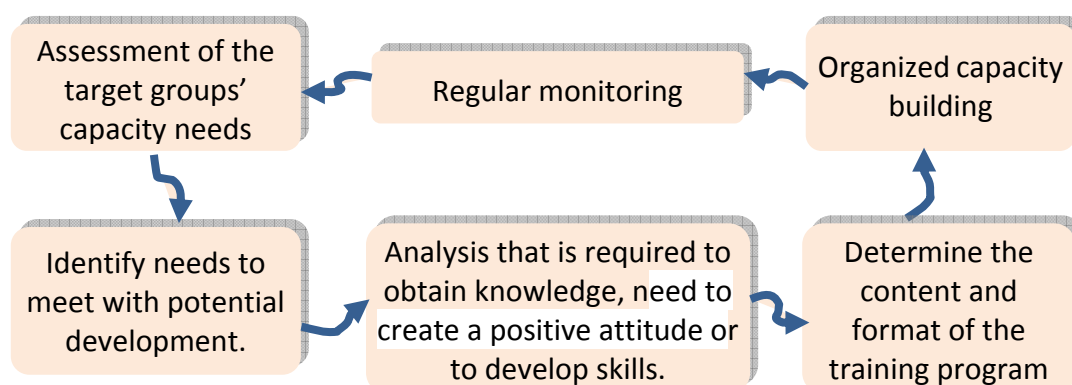 Assessment of the
target groups’
capacity needs
Regular monitoring
Organized capacity
building
Identify needs to
meet with potential
development.
Analysis that is required to
obtain knowledge, need to
create a positive attitude or
to develop skills.
Determine the
content and
format of the
training program